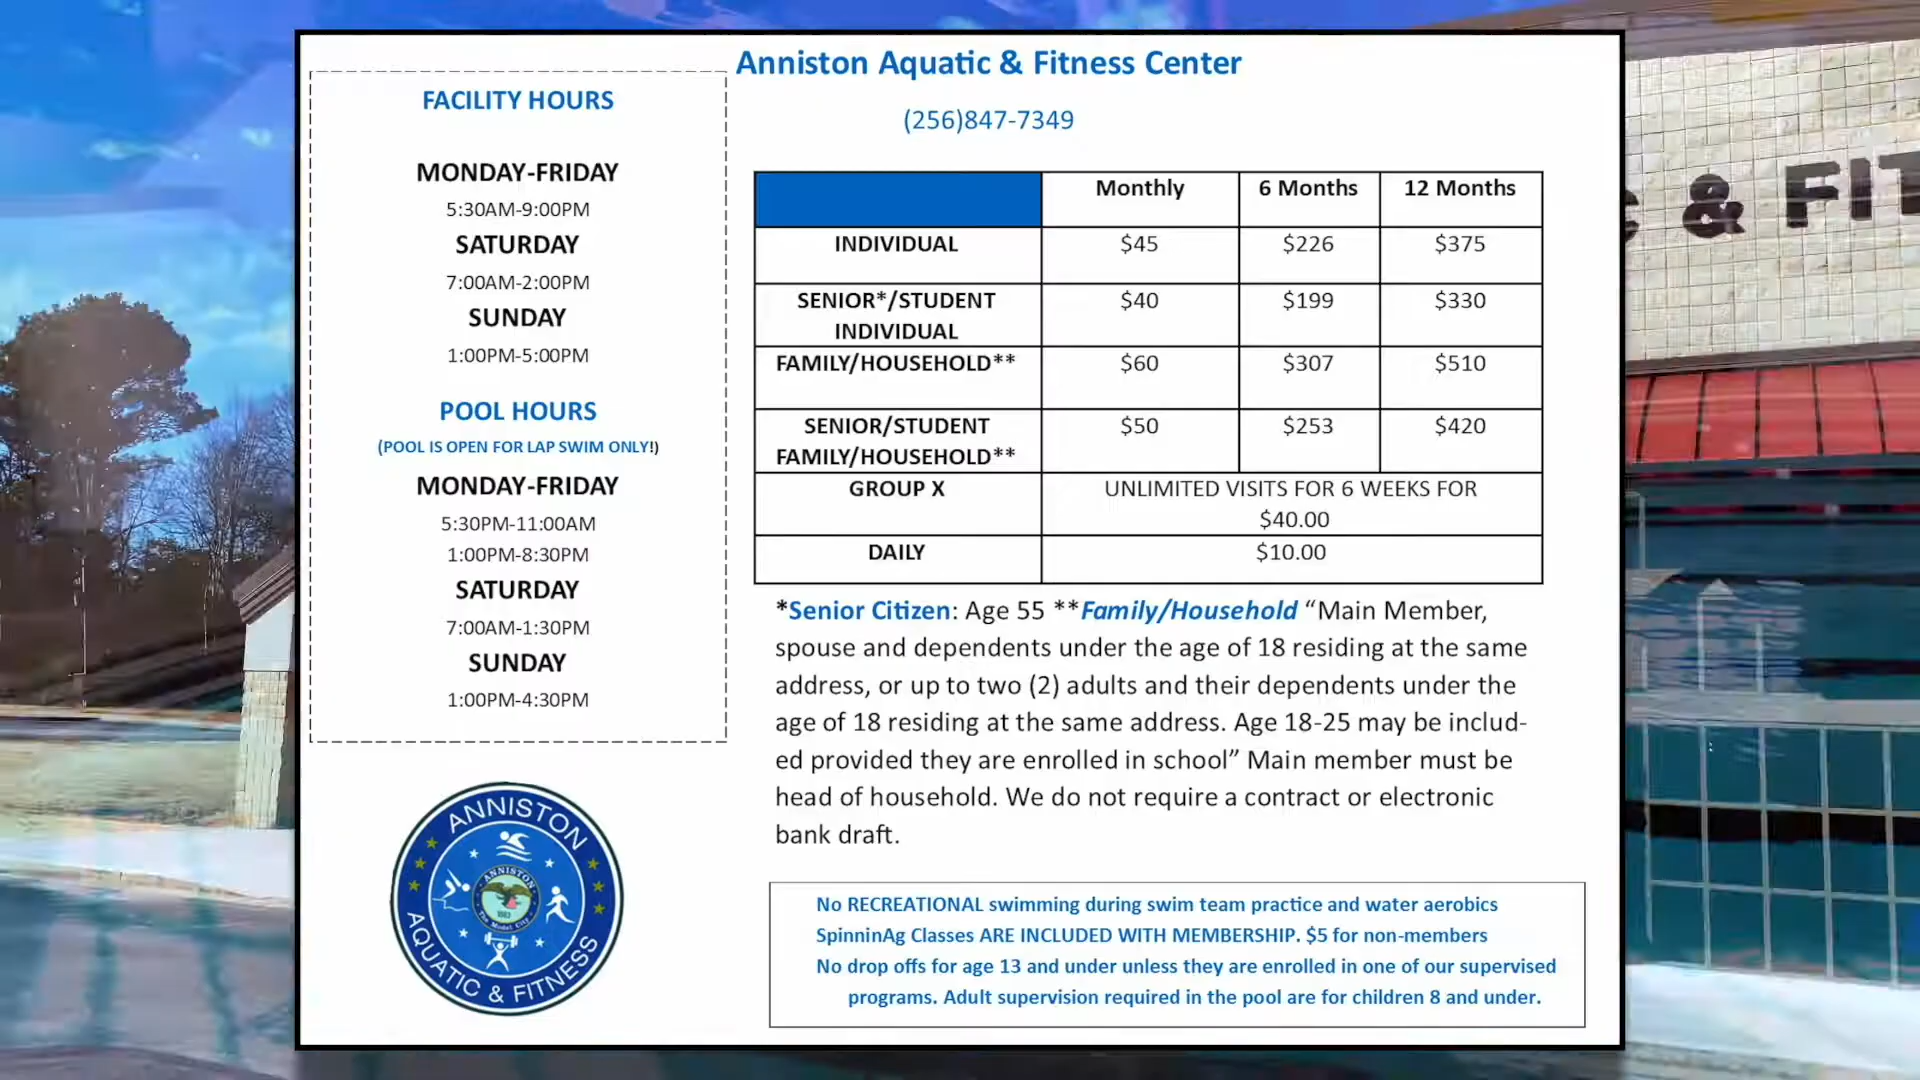 Anniston Aquatic & Fitness Center
(256)847-7349
FACILITY HOURS
MONDAY-FRIDAY
5:30AM-9:00PM
SATURDAY
7:00AM-2:00PM
SUNDAY
1:00PM-5:00PM
POOL HOURS
(POOL IS OPEN FOR LAP SWIM ONLY!)
MONDAY-FRIDAY
5:30PM-11:00AM
1:00PM-8:30PM
SATURDAY
7:00AM-1:30PM
SUNDAY
1:00PM-4:30PM
Monthly 6 Months 12 Months
INDIVIDUAL $45 $226 $375
SENIOR*/STUDENT
INDIVIDUAL $40 $199 $330
FAMILY/HOUSEHOLD** $60 $307 $510
SENIOR/STUDENT
FAMILY/HOUSEHOLD** $50 $253 $420
GROUP X UNLIMITED VISITS FOR 6 WEEKS FOR
$40.00
DAILY $10.00
*Senior Citizen: Age 55 **Family/Household “Main Member,
spouse and dependents under the age of 18 residing at the same
address, or up to two (2) adults and their dependents under the
age of 18 residing at the same address. Age 18-25 may be includ-
ed provided they are enrolled in school” Main member must be
head of household. We do not require a contract or electronic
bank draft.
No RECREATIONAL swimming during swim team practice and water aerobics
SpinninAg Classes ARE INCLUDED WITH MEMBERSHIP. $5 for non-members
No drop offs for age 13 and under unless they are enrolled in one of our supervised
programs. Adult supervision required in the pool are for children 8 and under.
ANNISTON
AQUATIC & FITNESS
ANNISTON
1883
The Model City
& FIT